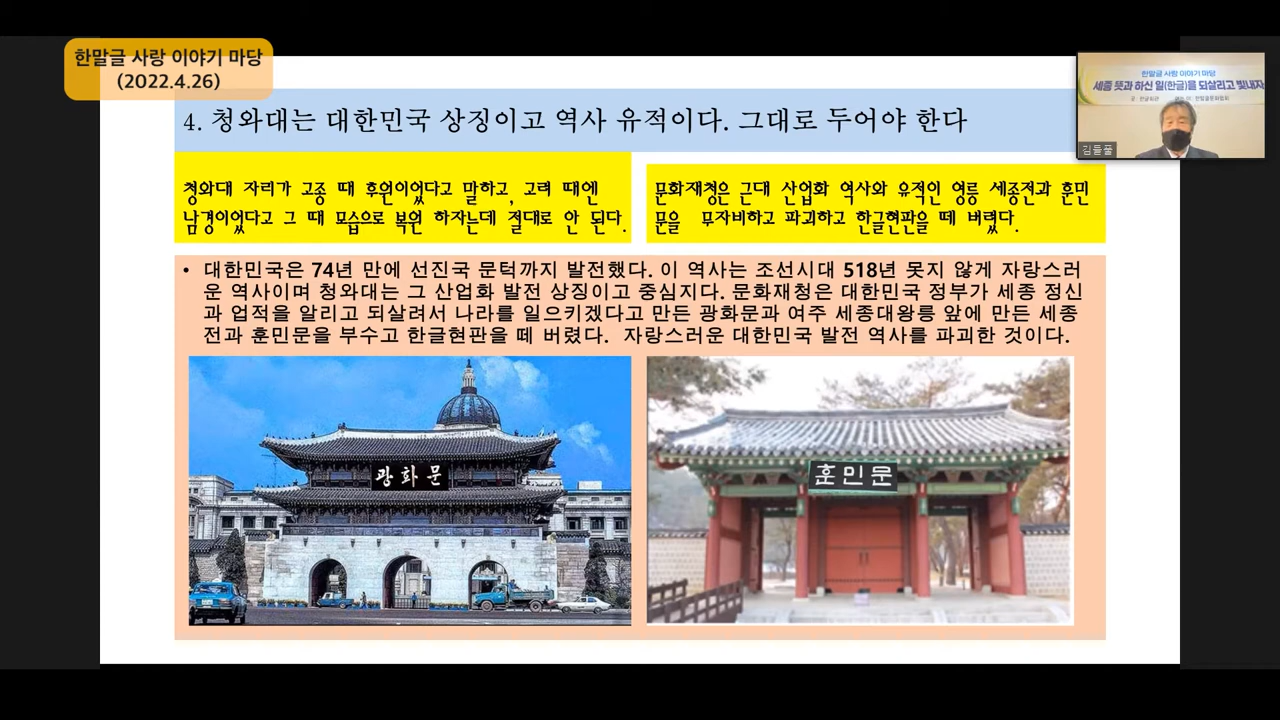 한말글 사랑 이야기 마당
(2022.4.26)
한말글 사랑 이야기 마당
세종 뜻과 하신 일(한글)을 되살리고 빛내자
김들풀
4. 청와대는 대한민국 상징이고 역사 유적이다. 그대로 두어야 한다
청와대 자리가 고종 때 후원이었다고 말하고, 고려 때엔
남경이었다고 그 때 모습으로 복원 하자는데 절대로 안 된다.
문화재청은 근대 산업화 역사와 유적인 영릉 세종전과 훈민
문을 무자비하고 파괴하고 한글현판을 떼 버렸다.
• 대한민국은 74년 만에 선진국 문턱까지 발전했다. 이 역사는 조선시대 518년 못지 않게 자랑스러
운 역사이며 청와대는 그 산업화 발전 상징이고 중심지다. 문화재청은 대한민국 정부가 세종 정신
과 업적을 알리고 되살려서 나라를 일으키겠다고 만든 광화문과 여주 세종대왕릉 앞에 만든 세종
전과 훈민문을 부수고 한글현판을 떼 버렸다. 자랑스러운 대한민국 발전 역사를 파괴한 것이다.
광화문
훈민문